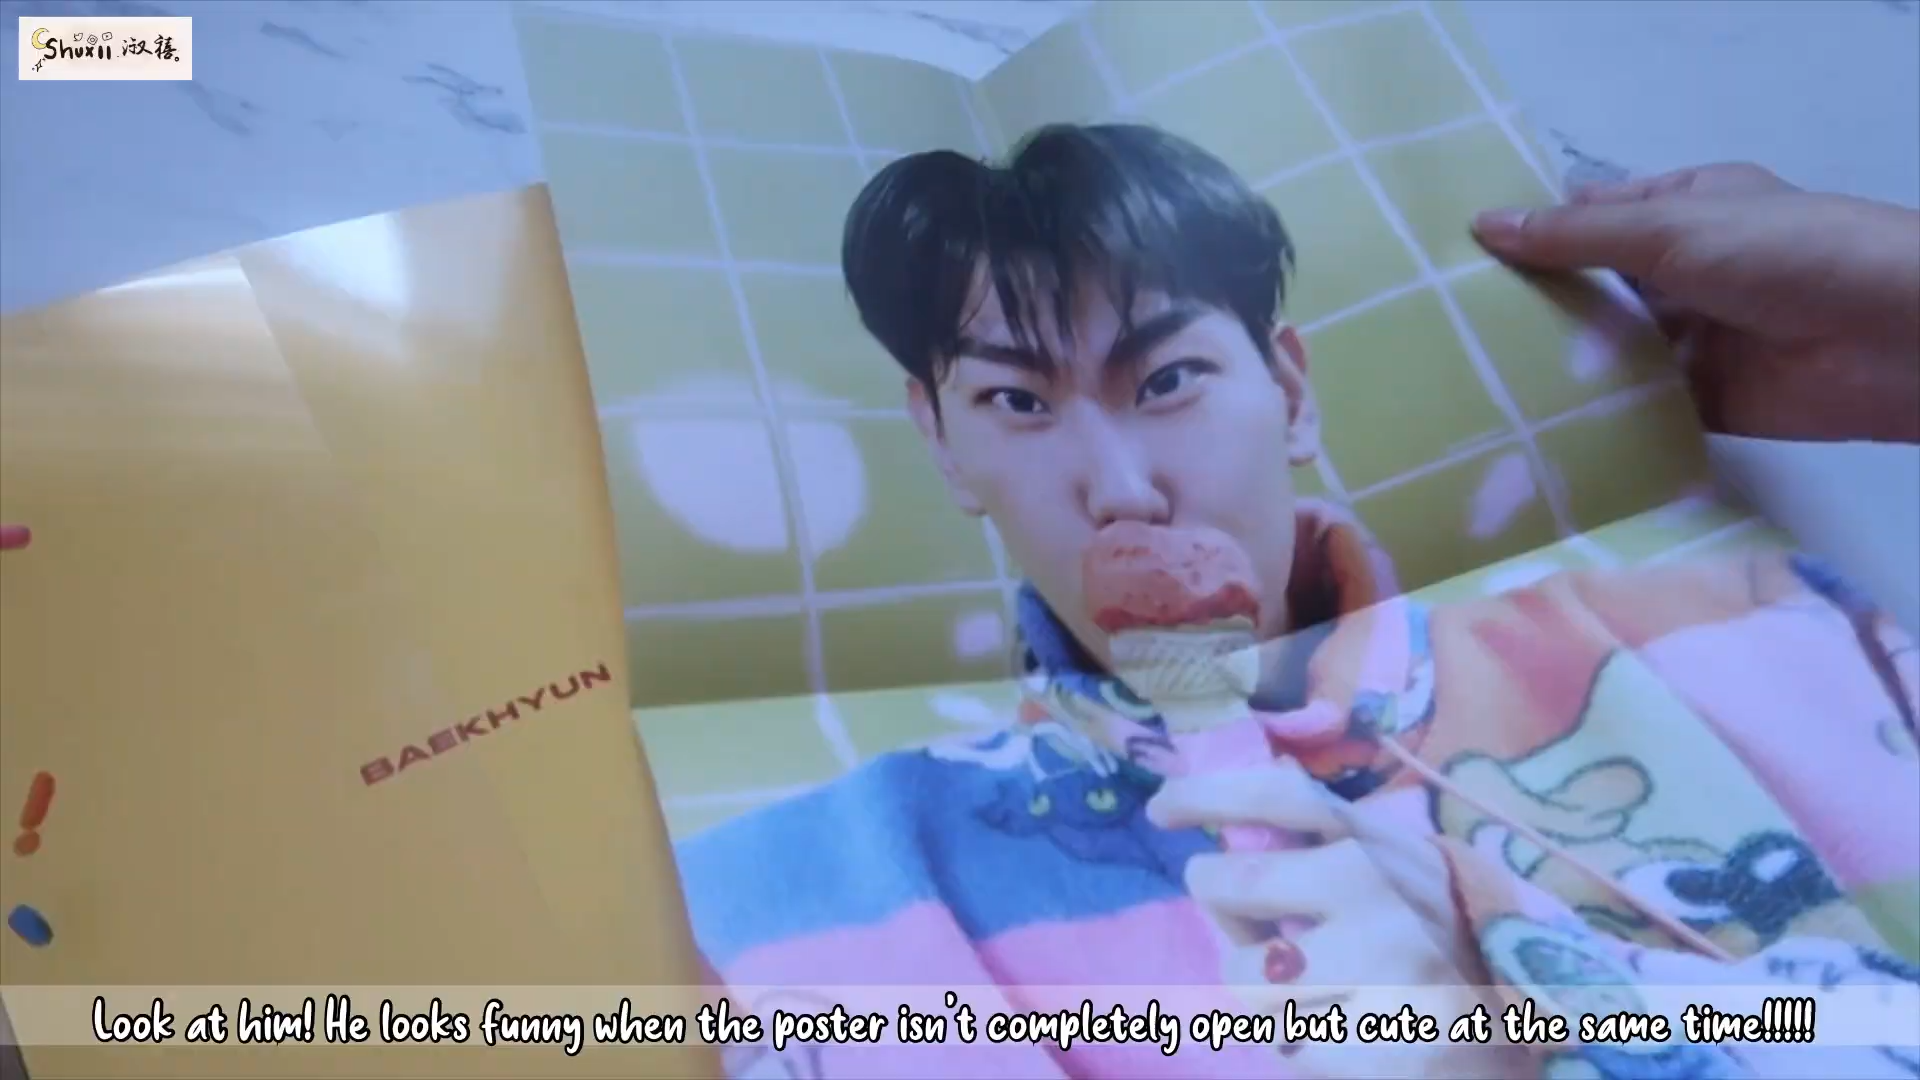 Shuxii 淑禧。
BAEKHYUN
Look at him! He looks funny when the poster isn't completely open but cute at the same time!!!!!